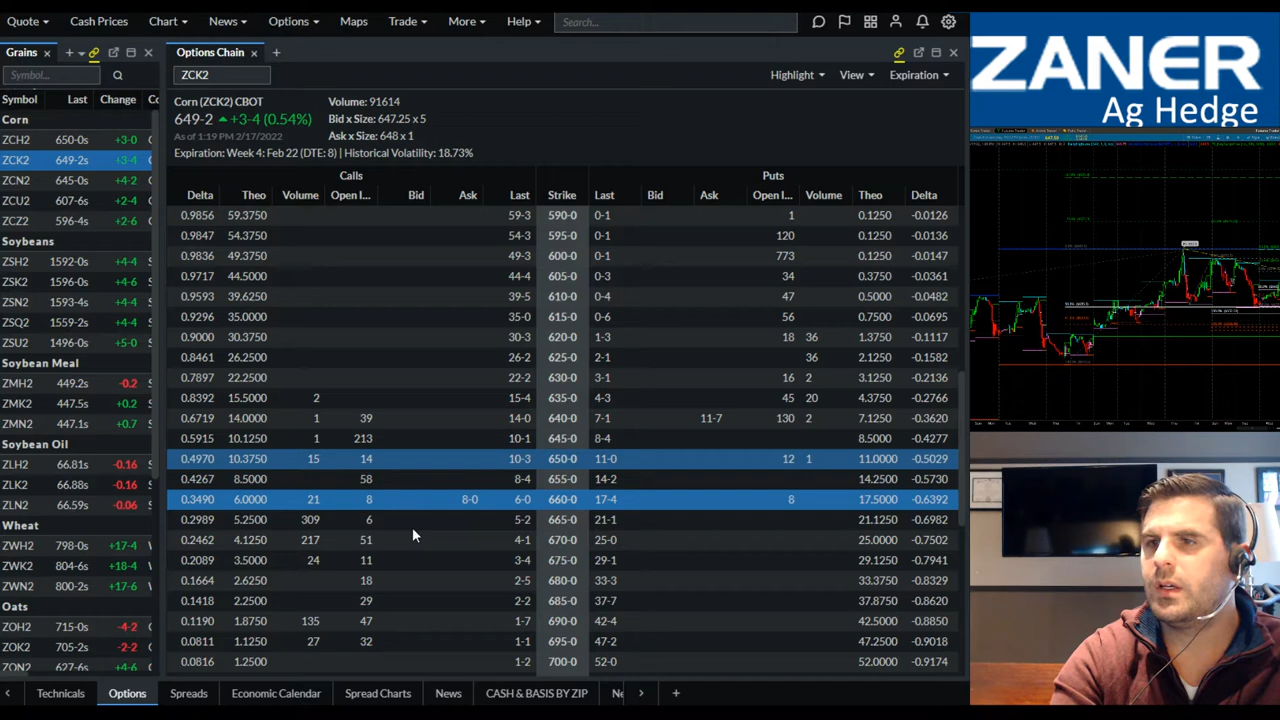 Quote Cash Prices Chart News Options Maps Trade More Help Search...
Grains
Options Chain
Symbol...
ZCK2
Highlight View Expiration
Symbol Last Change
Corn
ZCH2 650-0s +3-0
ZCK2 649-2s +3-4
ZCN2 645-0s +4-2
ZCU2 607-6s +2-4
ZCZ2 596-4s +2-6
Soybeans
ZSH2 1592-0s +4-4
ZSK2 1596-0s +4-6
ZSN2 1593-4s +4-4
ZSQ2 1559-2s +4-4
ZSU2 1497-0s +5-0
Soybean Meal
ZMH2 449.2s -0.2
ZMK2 447.5s +0.2
ZMN2 447.1s +0.7
Soybean Oil
ZLH2 66.81s -0.16
ZLK2 66.88s -0.16
ZLN2 66.59s -0.06
Wheat
ZWH2 798-0s +17-4
ZWK2 804-6s +18-4
ZWN2 800-2s +17-6
Oats
ZOH2 715-0s -4-2
ZOK2 705-2s -2-2
ZON2 627-6s +4-6
Corn (ZCK2) CBOT
649-2 +3-4 (0.54%)
As of 1:19 PM 2/17/2022
Volume: 91614
Bid x Size: 647.25 x 5
Ask x Size: 648 x 1
Expiration: Week 4: Feb 22 (DTE: 8) | Historical Volatility: 18.73%
Calls Puts
Delta Theo Volume Open I... Bid Ask Last Strike Last Bid Ask Open I... Volume Theo Delta
0.9856 59.3750 59-3 590-0 0-1 1 0.1250 -0.0126
0.9847 54.3750 54-3 595-0 0-1 120 0.1250 -0.0136
0.9836 49.3750 49-3 600-0 0-1 773 0.1250 -0.0147
0.9717 44.5000 44-4 605-0 0-3 34 0.3750 -0.0361
0.9593 39.6250 39-5 610-0 0-4 47 0.5000 -0.0482
0.9296 35.0000 35-0 615-0 0-6 56 0.7500 -0.0695
0.9000 30.3750 30-3 620-0 1-3 18 36 1.3750 -0.1117
0.8461 26.2500 26-2 625-0 2-1 36 2.1250 -0.1582
0.7897 22.2500 22-2 630-0 3-1 16 2 3.1250 -0.2136
0.8392 15.5000 2 15-4 635-0 4-3 45 20 4.3750 -0.2766
0.6719 14.0000 1 39 14-0 640-0 7-1 11-7 130 2 7.1250 -0.3620
0.5915 10.1250 1 213 10-1 645-0 8-4 8.5000 -0.4277
0.4970 10.3750 15 14 10-3 650-0 11-0 12 1 11.0000 -0.5029
0.4267 8.5000 58 8-4 655-0 14-2 14.2500 -0.5730
0.3490 6.0000 21 8 8-0 6-0 660-0 17-4 8 17.5000 -0.6392
0.2989 5.2500 309 6 5-2 665-0 21-1 21.1250 -0.6982
0.2462 4.1250 217 51 4-1 670-0 25-0 25.0000 -0.7502
0.2089 3.5000 24 11 3-4 675-0 29-1 29.1250 -0.7941
0.1664 2.6250 18 2-5 680-0 33-3 33.3750 -0.8329
0.1418 2.2500 29 2-2 685-0 37-7 37.8750 -0.8620
0.1190 1.8750 135 47 1-7 690-0 42-4 42.5000 -0.8850
0.0811 1.1250 27 32 1-1 695-0 47-2 47.2500 -0.9018
0.0816 1.2500 1-2 700-0 52-0 52.0000 -0.9174
Technicals Options Spreads Economic Calendar Spread Charts News CASH & BASIS BY ZIP
ZANER
Ag Hedge